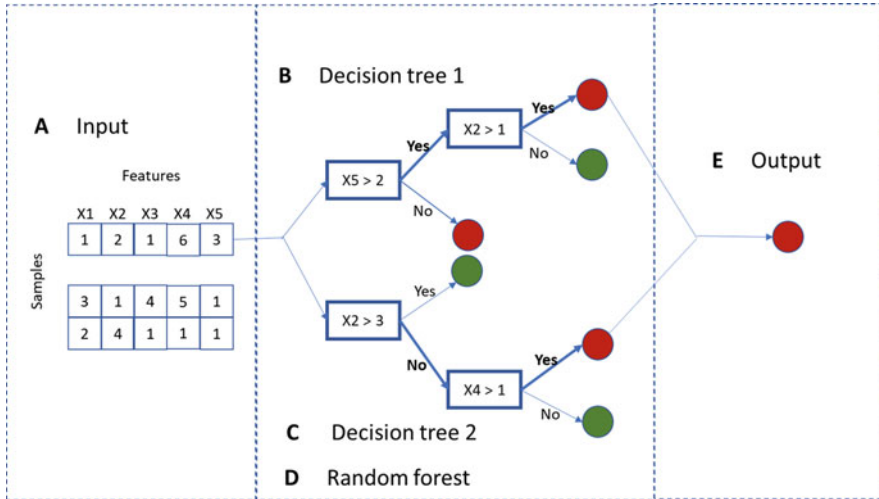 A Input
Features
X1 X2 X3 X4 X5
1 2 1 6 3
Samples
3 1 4 5 1
2 4 1 1 1
B Decision tree 1
X5 > 2
Yes
No
X2 > 1
Yes
No
X2 > 3
Yes
No
X4 > 1
Yes
No
C Decision tree 2
D Random forest
E Output